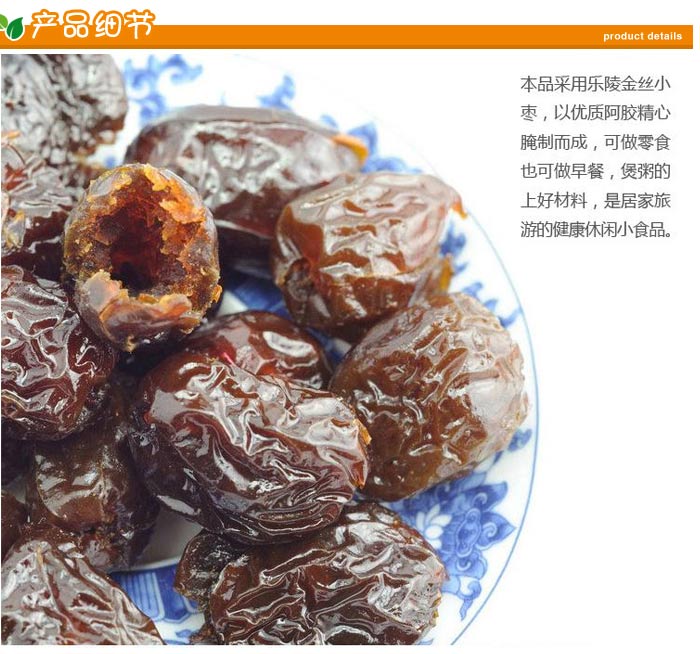 产品细节
product details
本品采用乐陵金丝小
枣，以优质阿胶精心
腌制而成，可做零食
也可做早餐，煲粥的
上好材料，是居家旅
游的健康休闲小食品。